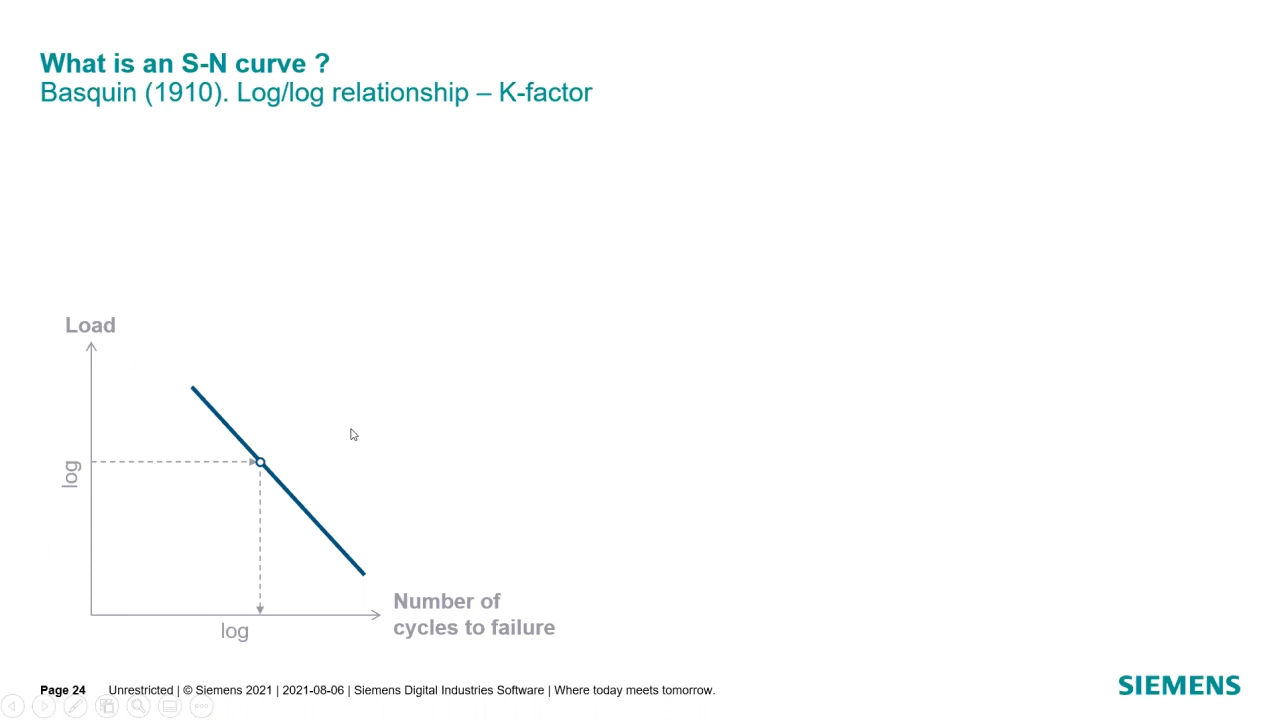 What is an S-N curve ?
Basquin (1910). Log/log relationship – K-factor
Load
log
log
Number of
cycles to failure
Page 24 Unrestricted | © Siemens 2021 | 2021-08-06 | Siemens Digital Industries Software | Where today meets tomorrow.
SIEMENS